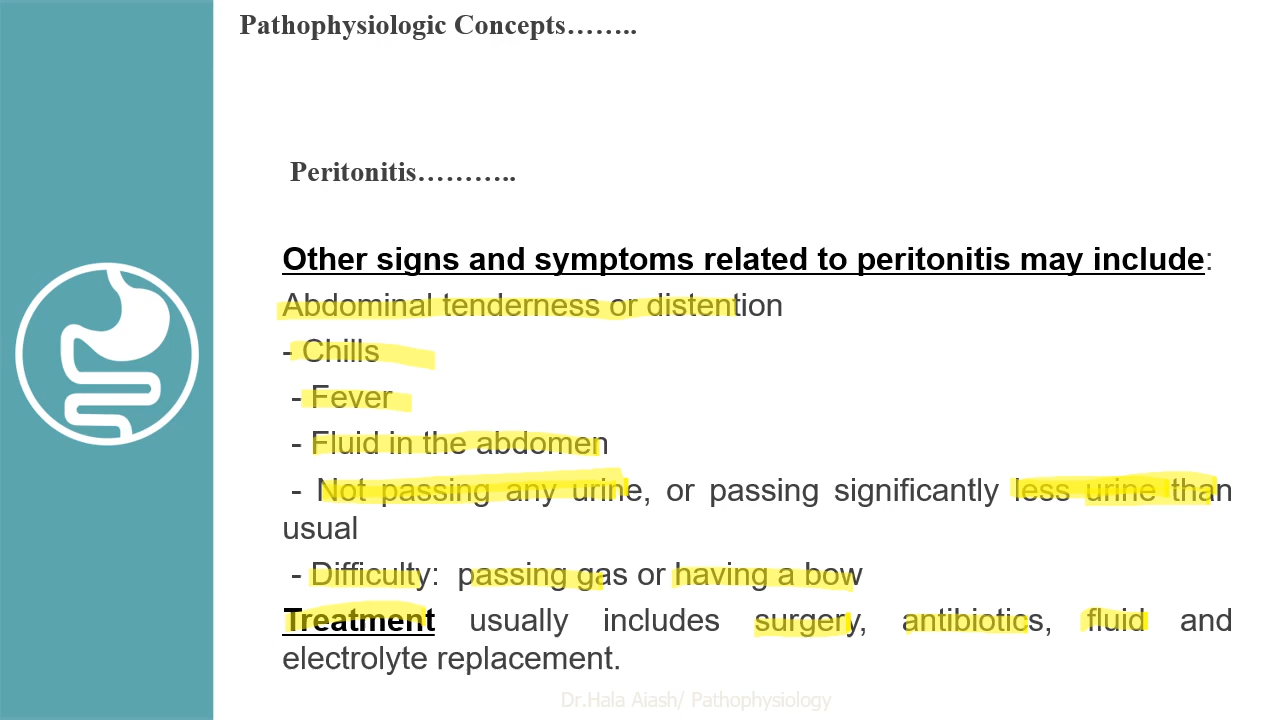 Pathophysiologic Concepts……..
Peritonitis………..
Other signs and symptoms related to peritonitis may include:
Abdominal tenderness or distention
- Chills
- Fever
- Fluid in the abdomen
- Not passing any urine, or passing significantly less urine than
usual
- Difficulty: passing gas or having a bow
Treatment usually includes surgery, antibiotics, fluid and
electrolyte replacement.
Dr.Hala Aiash/ Pathophysiology